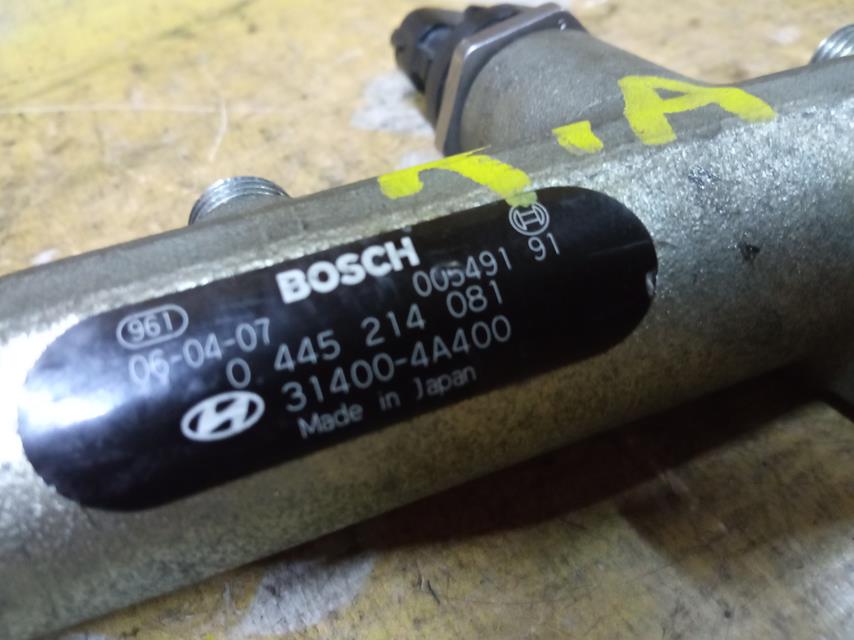 J.A
BOSCH
961
005491 91
06-04-07
0 445 214 081
31400-4A400
Made in Japan